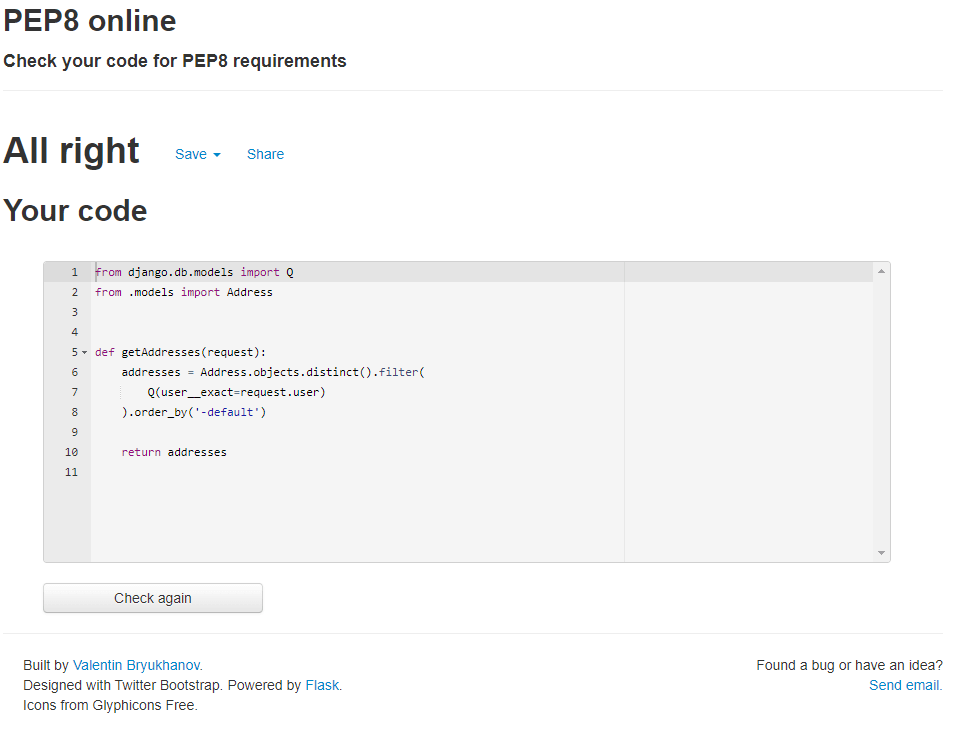 PEP8 online
Check your code for PEP8 requirements
All right Save Share
Your code
1 from django.db.models import Q
2 from .models import Address
3
4
5 def getAddresses(request):
6     addresses = Address.objects.distinct().filter(
7         Q(user__exact=request.user)
8     ).order_by('-default')
9
10     return addresses
11
Check again
Built by Valentin Bryukhanov. Found a bug or have an idea?
Designed with Twitter Bootstrap. Powered by Flask. Send email.
Icons from Glyphicons Free.